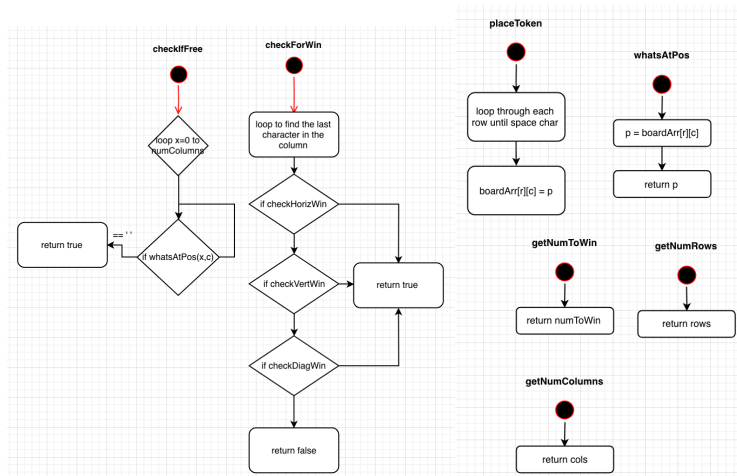 checkIfFree
loop x=0 to
numColumns
if whatsAtPos(x,c)
== ' '
return true
checkForWin
loop to find the last
character in the
column
if checkHorizWin
if checkVertWin
return true
if checkDiagWin
return false
placeToken
loop through each
row until space char
boardArr[r][c] = p
whatsAtPos
p = boardArr[r][c]
return p
getNumToWin
return numToWin
getNumRows
return rows
getNumColumns
return cols